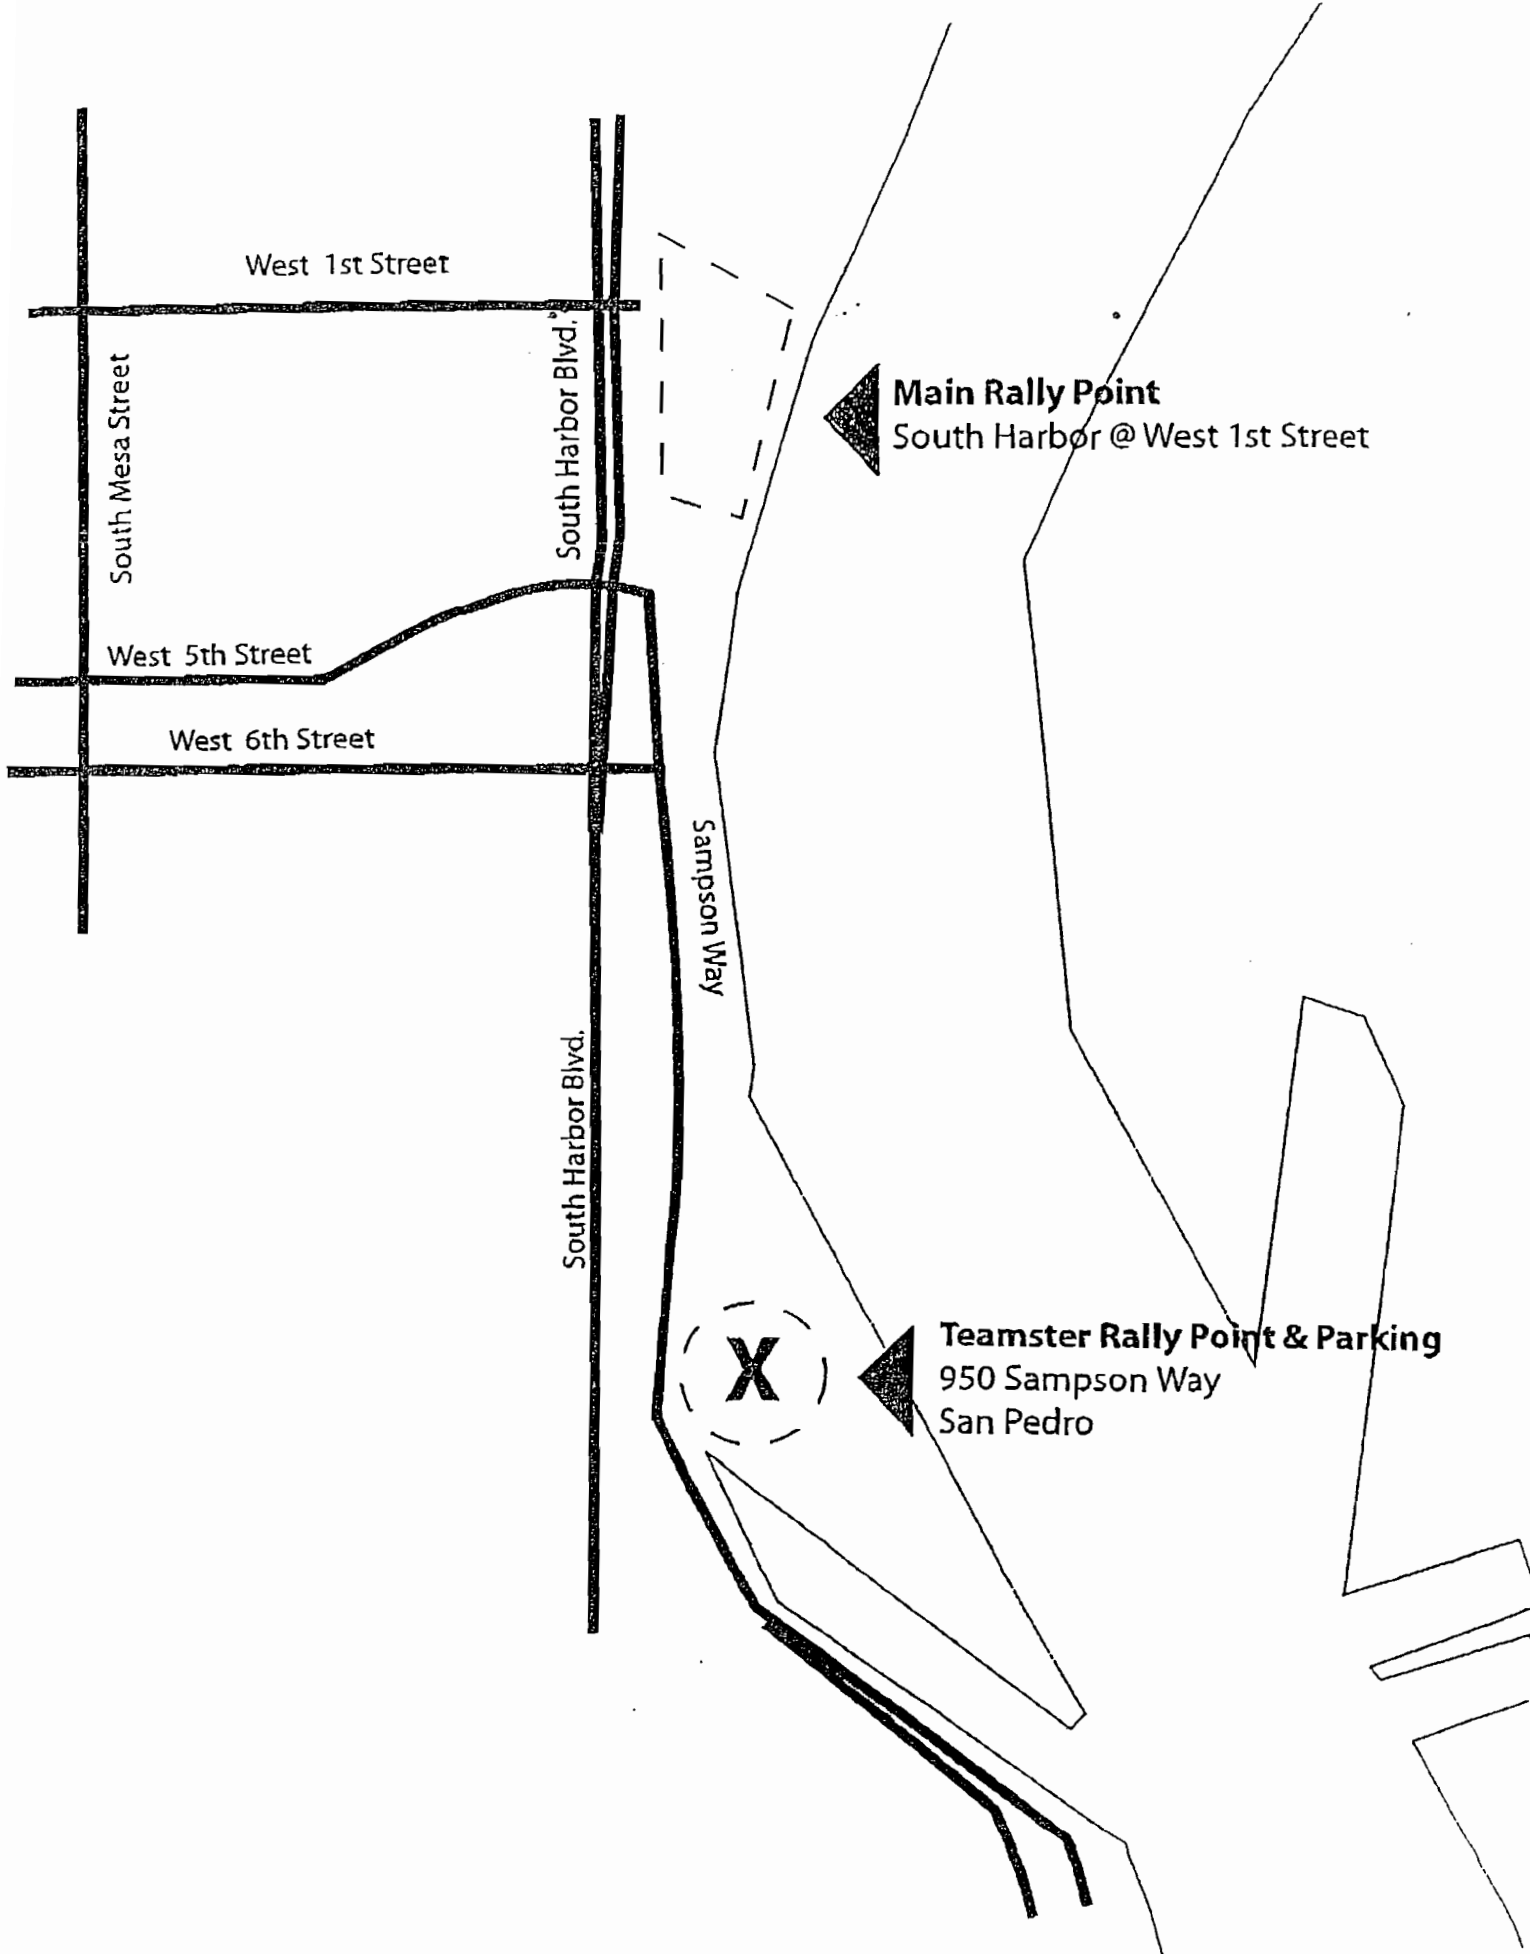 West 1st Street
South Harbor Blvd.
South Mesa Street
Main Rally Point
South Harbor @ West 1st Street
West 5th Street
West 6th Street
Sampson Way
South Harbor Blvd.
X
Teamster Rally Point & Parking
950 Sampson Way
San Pedro